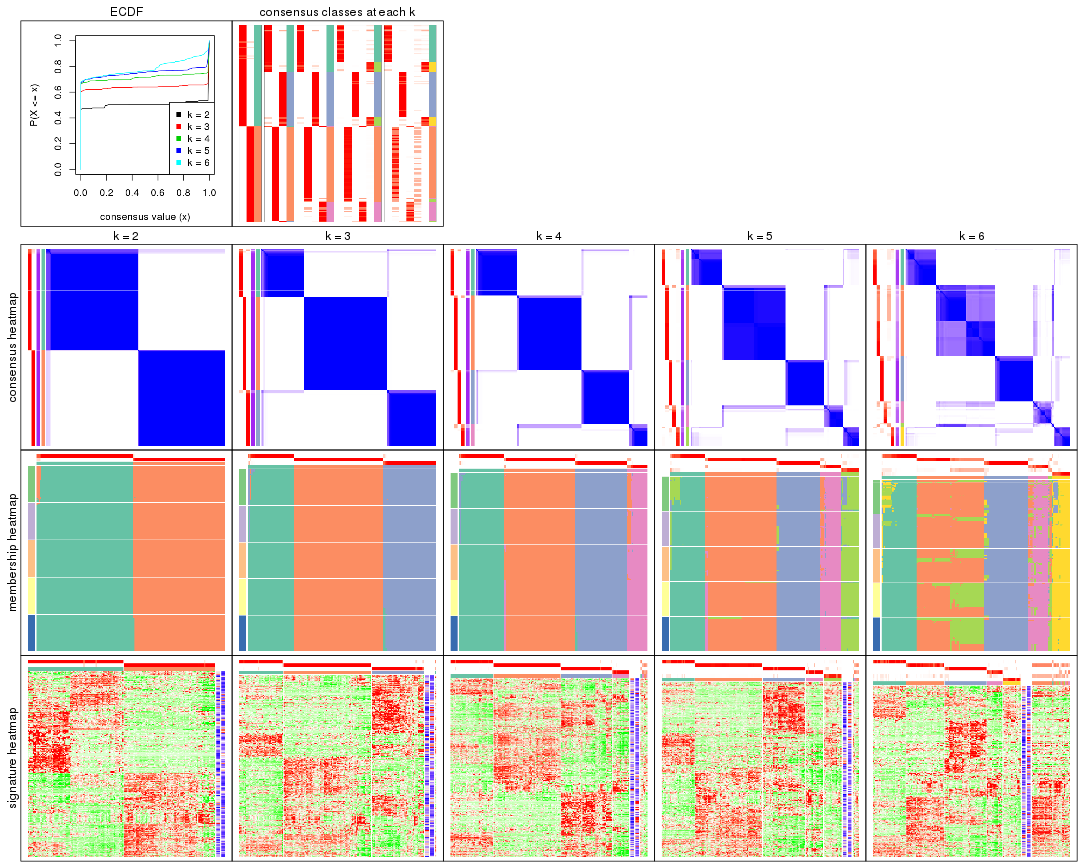 ECDF
consensus classes at each k
P(X <= x)
0.0
0.2
0.4
0.6
0.8
1.0
k = 2
k = 3
k = 4
k = 5
k = 6
0.0 0.2 0.4 0.6 0.8 1.0
consensus value (x)
k = 2
k = 3
k = 4
k = 5
k = 6
consensus heatmap
membership heatmap
signature heatmap